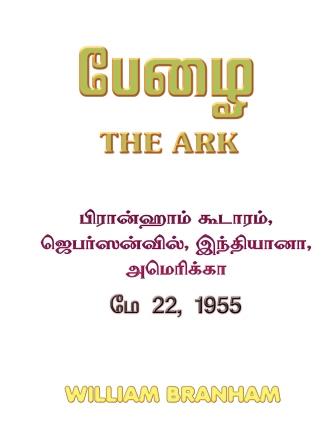 பேழை
THE ARK
பிரான்ஹாம் கூடாரம்,
ஜெபர்ஸன்வில், இந்தியானா,
அமெரிக்கா
மே 22, 1955
WILLIAM BRANHAM